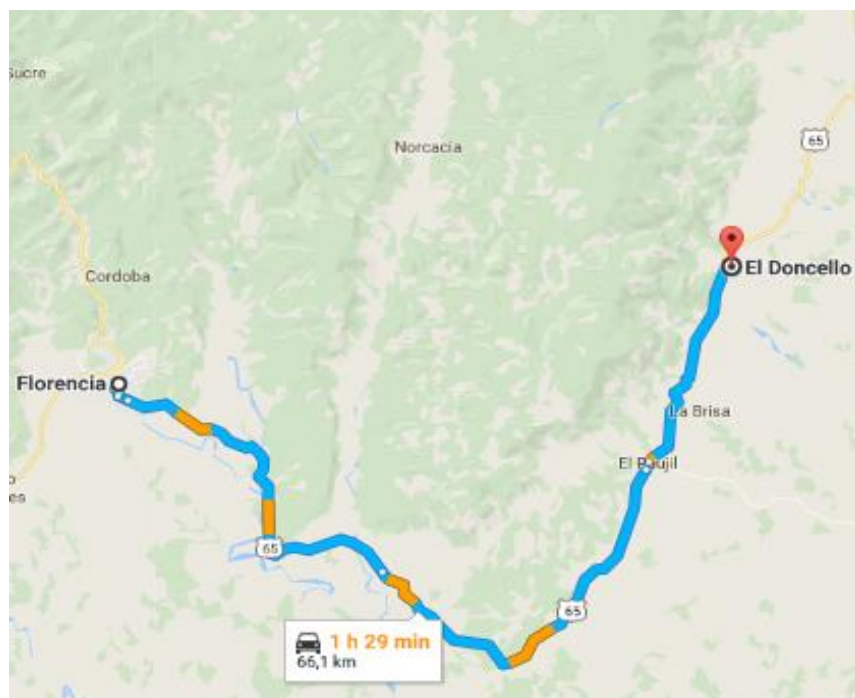 Sucre
65
Norcacia
El Doncello
Cordoba
Florencia
La Brisa
El Paujil
es
65
65
1 h 29 min
66,1 km